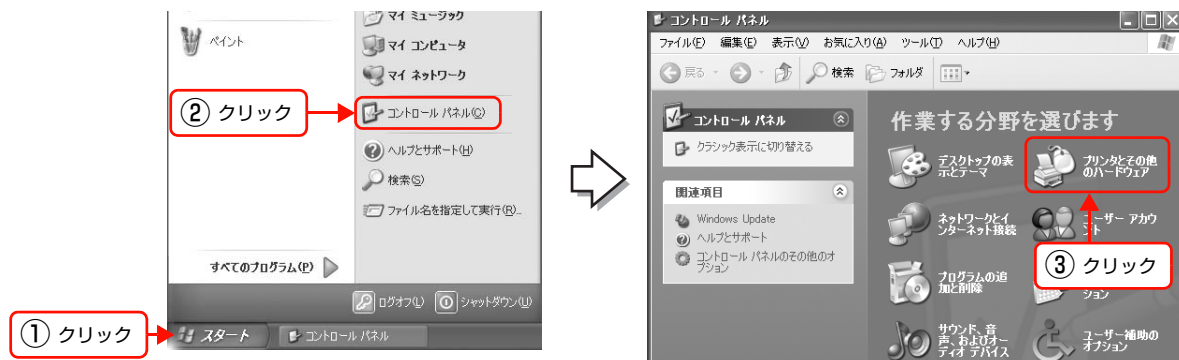 マイ ミュージック
ペイント
マイ コンピュータ
マイ ネットワーク
② クリック
コントロール パネル(C)
ヘルプとサポート(H)
検索(S)
ファイル名を指定して実行(R)...
すべてのプログラム(P)
ログオフ(L)
シャットダウン(U)
① クリック
スタート
コントロール パネル
コントロール パネル
ファイル(F) 編集(E) 表示(V) お気に入り(A) ツール(T) ヘルプ(H)
戻る 検索 フォルダ
コントロール パネル
クラシック表示に切り替える
関連項目
Windows Update
ヘルプとサポート
コントロール パネルのその他のオ
プション
作業する分野を選びます
デスクトップの表
示とテーマ
プリンタとその他
のハードウェア
ネットワークとイ
ンターネット接続
ユーザー アカウ
ント
③ クリック
プログラムの追
加と削除
ション
サウンド、音
声、およびオー
ディオ デバイス
ユーザー補助の
オプション